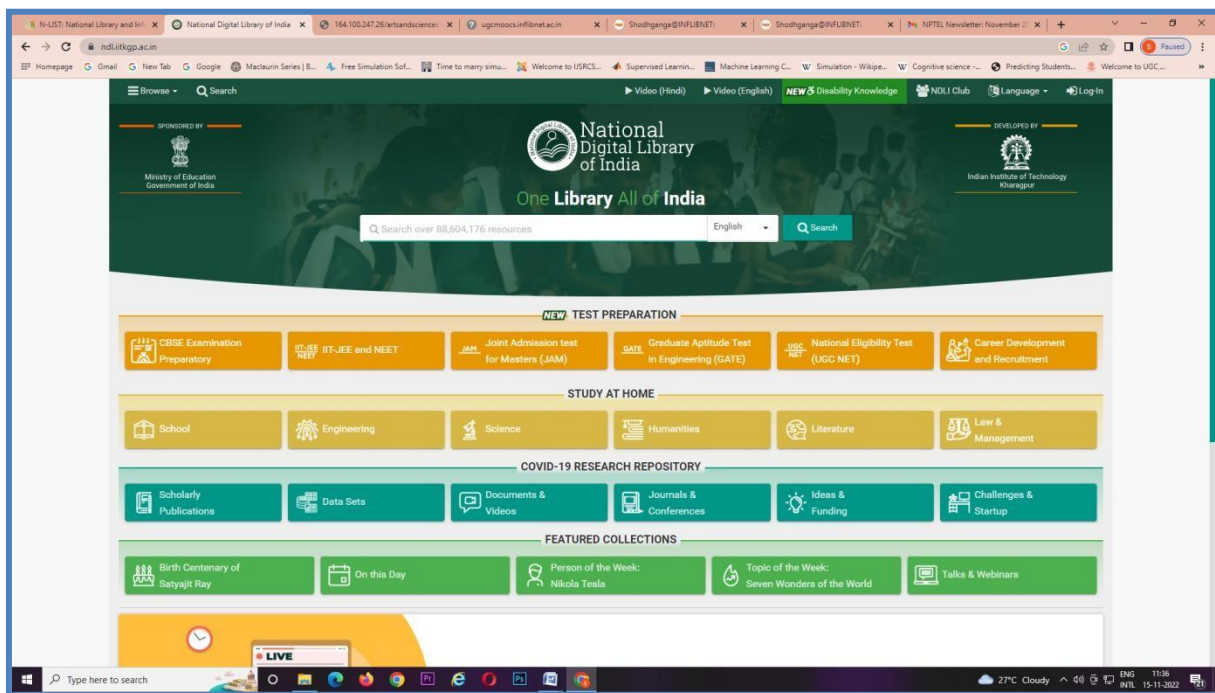 N-LIST: National Library and Inf
National Digital Library of India
164.100.247.26/artsandsciences
ugcmoocs.inflibnet.ac.in
Shodhganga@INFLIBNET:
Shodhganga@INFLIBNET:
NPTEL Newsletter: November 2
ndl.iitkgp.ac.in
Paused
Homepage
Gmail
New Tab
Google
Maclaurin Series | B...
Free Simulation Sof...
Time to marry simu...
Welcome to IJSRCS...
Supervised Learnin...
Machine Learning C...
Simulation - Wikipe...
Cognitive science -...
Predicting Students...
Welcome to UGC,...
Browse
Search
Video (Hindi)
Video (English)
NEW Disability Knowledge
NDLI Club
Language
Log-In
SPONSORED BY
Ministry of Education
Government of India
National
Digital Library
of India
One Library All of India
DEVELOPED BY
Indian Institute of Technology
Kharagpur
Search over 88,604,176 resources
English
Search
NEW TEST PREPARATION
CBSE Examination
Preparatory
IIT-JEE
NEET
IIT-JEE and NEET
JAM
Joint Admission test
for Masters (JAM)
GATE
Graduate Aptitude Test
in Engineering (GATE)
UGC
NET
National Eligibility Test
(UGC NET)
Career Development
and Recruitment
STUDY AT HOME
School
Engineering
Science
Humanities
Literature
Law &
Management
COVID-19 RESEARCH REPOSITORY
Scholarly
Publications
Data Sets
Documents &
Videos
Journals &
Conferences
Ideas &
Funding
Challenges &
Startup
FEATURED COLLECTIONS
Birth Centenary of
Satyajit Ray
On this Day
Person of the Week:
Nikola Tesla
Topic of the Week:
Seven Wonders of the World
Talks & Webinars
LIVE
Type here to search
27°C Cloudy
ENG
INTL
11:36
15-11-2022
21